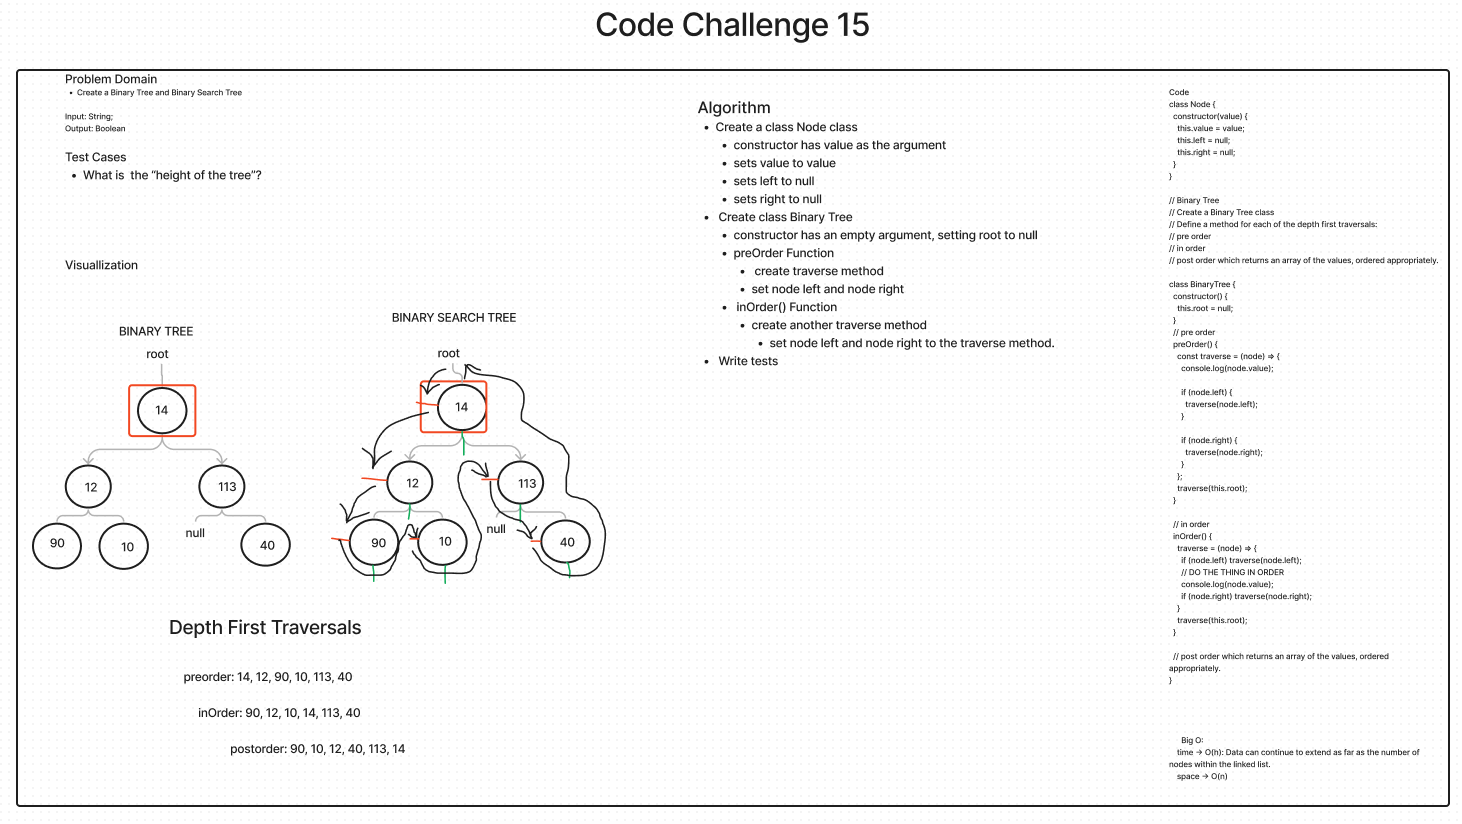 Code Challenge 15
Problem Domain
• Create a Binary Tree and Binary Search Tree
Input: String;
Output: Boolean
Test Cases
• What is  the “height of the tree”?
Visuallization
BINARY TREE
root
14
12
113
90
10
null
40
BINARY SEARCH TREE
root
14
12
113
90
10
null
40
Depth First Traversals
preorder: 14, 12, 90, 10, 113, 40
inOrder: 90, 12, 10, 14, 113, 40
postorder: 90, 10, 12, 40, 113, 14
Algorithm
• Create a class Node class
• constructor has value as the argument
• sets value to value
• sets left to null
• sets right to null
• Create class Binary Tree
• constructor has an empty argument, setting root to null
• preOrder Function
• create traverse method
• set node left and node right
• inOrder() Function
• create another traverse method
• set node left and node right to the traverse method.
• Write tests
Code
class Node {
constructor(value) {
this.value = value;
this.left = null;
this.right = null;
}
}
// Binary Tree
// Create a Binary Tree class
// Define a method for each of the depth first traversals:
// pre order
// in order
// post order which returns an array of the values, ordered appropriately.
class BinaryTree {
constructor() {
this.root = null;
}
// pre order
preOrder() {
const traverse = (node) => {
console.log(node.value);
if (node.left) {
traverse(node.left);
}
if (node.right) {
traverse(node.right);
}
};
traverse(this.root);
}
// in order
inOrder() {
traverse = (node) => {
if (node.left) traverse(node.left);
// DO THE THING IN ORDER
console.log(node.value);
if (node.right) traverse(node.right);
}
traverse(this.root);
}
// post order which returns an array of the values, ordered
appropriately.
}
Big O:
time -> O(h): Data can continue to extend as far as the number of
nodes within the linked list.
space -> O(n)